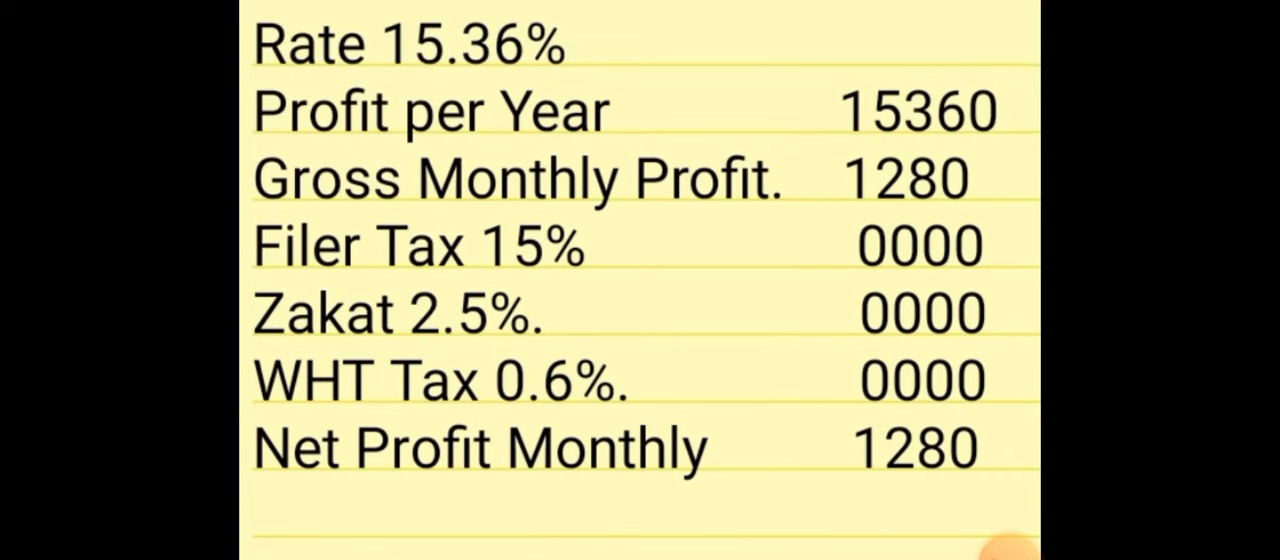 Rate 15.36%
Profit per Year 15360
Gross Monthly Profit. 1280
Filer Tax 15% 0000
Zakat 2.5%. 0000
WHT Tax 0.6%. 0000
Net Profit Monthly 1280